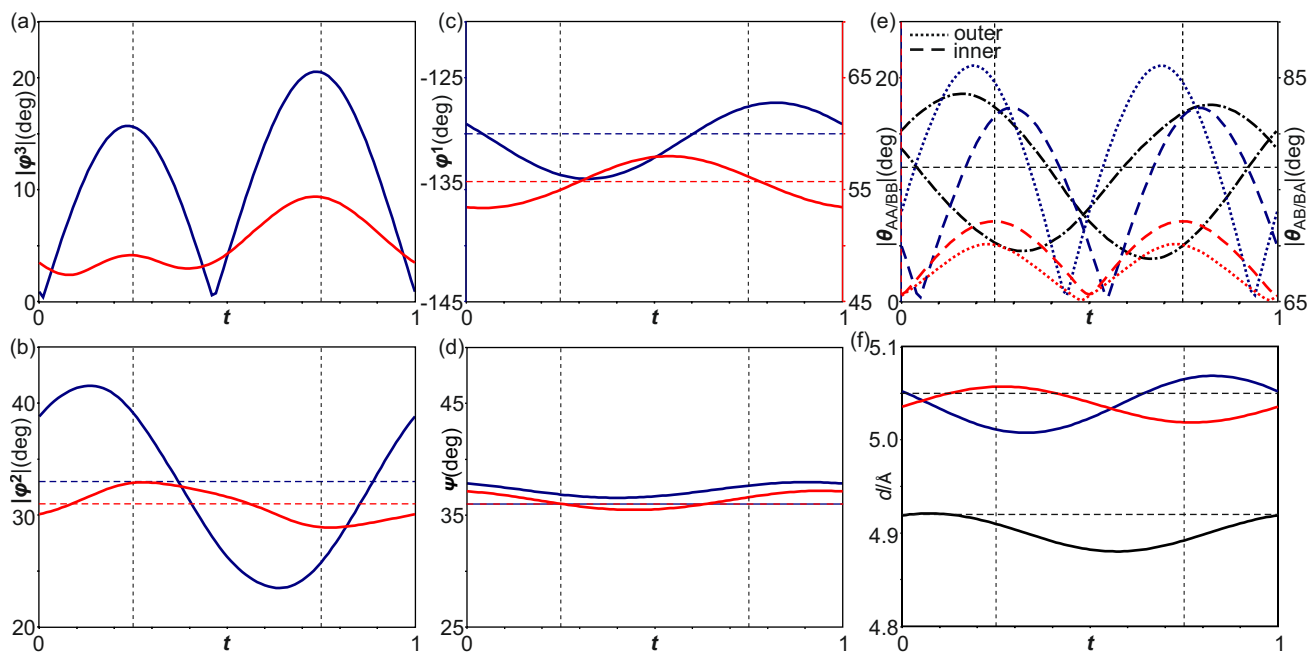 (a)
20
10
0
|φ³|(deg)
0
t
1
(c)
-125
-135
-145
φ¹(deg)
65
55
45
0
t
1
(e)
outer
inner
20
10
0
|θAA/BB|(deg)
85
75
65
|θAB/BA|(deg)
0
t
1
(b)
40
30
20
|φ²|(deg)
0
t
1
(d)
45
35
25
ψ(deg)
0
t
1
(f)
5.1
5.0
4.9
4.8
d/Å
0
t
1